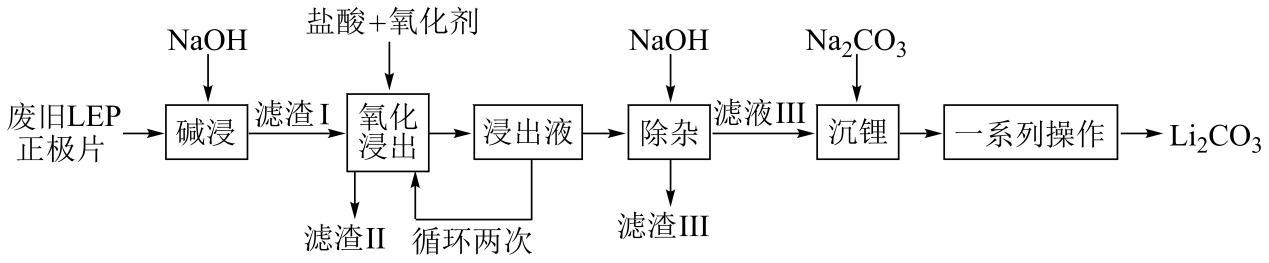 盐酸+氧化剂
NaOH
NaOH
Na₂CO₃
废旧LEP
正极片
碱浸
滤渣I
氧化
浸出
浸出液
除杂
滤液III
沉锂
一系列操作
Li₂CO₃
滤渣II
循环两次
滤渣III